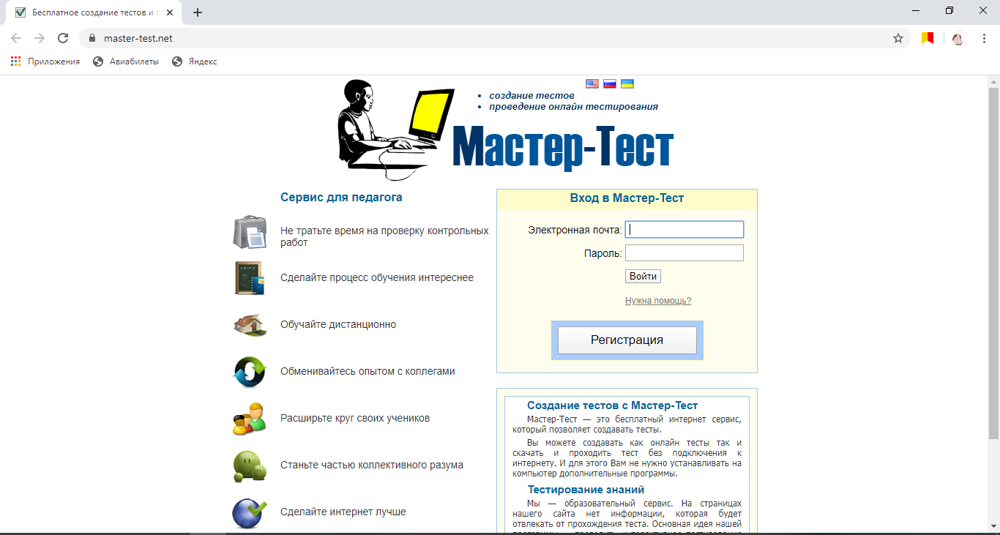 Бесплатное создание тестов и п
master-test.net
Приложения
Авиабилеты
Яндекс
создание тестов
проведение онлайн тестирования
Мастер-Тест
Сервис для педагога
Не тратьте время на проверку контрольных
работ
Сделайте процесс обучения интереснее
Обучайте дистанционно
Обменивайтесь опытом с коллегами
Расширьте круг своих учеников
Станьте частью коллективного разума
Сделайте интернет лучше
Вход в Мастер-Тест
Электронная почта:
Пароль:
Войти
Нужна помощь?
Регистрация
Создание тестов с Мастер-Тест
Мастер-Тест — это бесплатный интернет сервис,
который позволяет создавать тесты.
Вы можете создавать как онлайн тесты так и
скачать и проходить тест без подключения к
интернету. И для этого Вам не нужно устанавливать на
компьютер дополнительные программы.
Тестирование знаний
Мы — образовательный сервис. На страницах
нашего сайта нет информации, которая будет
отвлекать от прохождения теста. Основная идея нашей